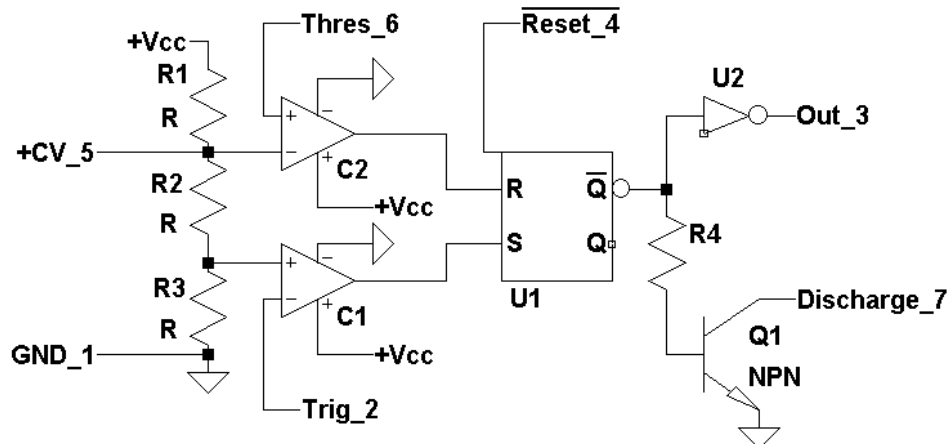 Thres_6
Reset_4
+Vcc
R1
R
U2
Out_3
+
−
−
+
C2
+CV_5
R2
R
+Vcc
R
Q
S
Q
U1
R4
+
−
−
+
C1
R3
R
+Vcc
Discharge_7
Q1
NPN
GND_1
Trig_2